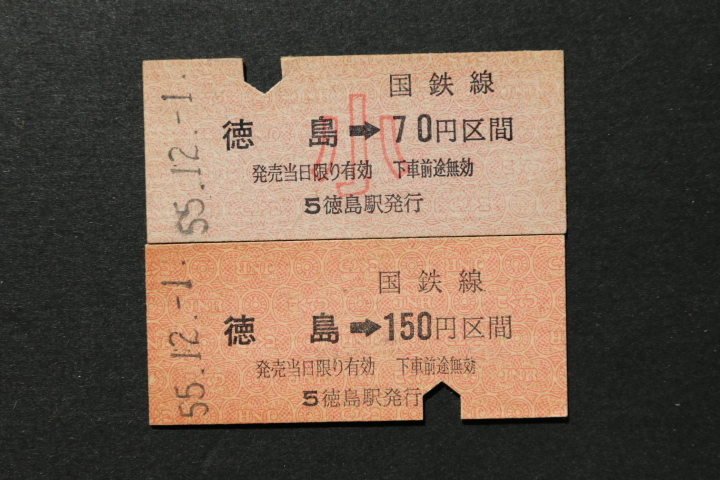 55.12.-1.
国鉄線
小
徳島➡70円区間
発売当日限り有効 下車前途無効
5徳島駅発行
55.12.-1.
国鉄線
徳島➡150円区間
発売当日限り有効 下車前途無効
5徳島駅発行